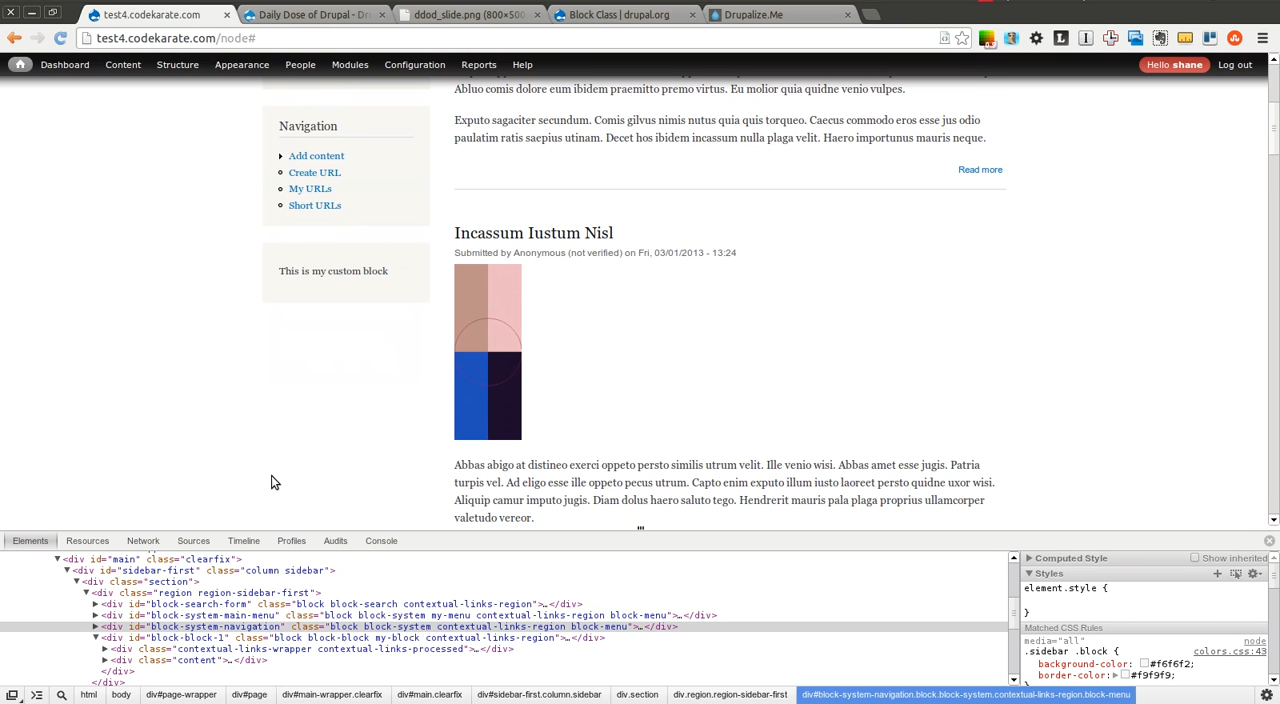 test4.codekarate.com
Daily Dose of Drupal - Dr
ddod_slide.png (800×500
Block Class | drupal.org
Drupalize.Me
test4.codekarate.com/node#
Dashboard Content Structure Appearance People Modules Configuration Reports Help Hello shane Log out
Abluo comis dolore eum ibidem praemitto premo virtus. Eu molior quia quidne venio vulpes.
Exputo sagaciter secundum. Comis gilvus nimis nutus quia quis torqueo. Caecus commodo eros esse jus odio
paulatim ratis saepius utinam. Decet hos ibidem incassum nulla plaga velit. Haero importunus mauris neque.
Read more
Navigation
Add content
Create URL
My URLs
Short URLs
This is my custom block
Incassum Iustum Nisl
Submitted by Anonymous (not verified) on Fri, 03/01/2013 - 13:24
Abbas abigo at distineo exerci oppeto persto similis utrum velit. Ille venio wisi. Abbas amet esse jugis. Patria
turpis vel. Ad eligo esse ille oppeto pecus utrum. Capto enim exputo illum iusto laoreet persto quidne uxor wisi.
Aliquip camur imputo jugis. Diam dolus haero saluto tego. Hendrerit mauris pala plaga proprius ullamcorper
valetudo vereor.
Elements Resources Network Sources Timeline Profiles Audits Console
<div id="main" class="clearfix">
<div id="sidebar-first" class="column sidebar">
<div class="section">
<div class="region region-sidebar-first">
<div id="block-search-form" class="block block-search contextual-links-region">…</div>
<div id="block-system-main-menu" class="block block-system my-menu contextual-links-region block-menu">…</div>
<div id="block-system-navigation" class="block block-system contextual-links-region block-menu">…</div>
<div id="block-block-1" class="block block-block my-block contextual-links-region">
<div class="contextual-links-wrapper contextual-links-processed">…</div>
<div class="content">…</div>
</div>
</div>
Computed Style Show inherited
Styles
element.style {
}
Matched CSS Rules
media="all" node
.sidebar .block { colors.css:43
background-color: #f6f6f2;
border-color: #f9f9f9;
html body div#page-wrapper div#page div#main-wrapper.clearfix div#main.clearfix div#sidebar-first.column.sidebar div.section div.region.region-sidebar-first div#block-system-navigation.block.block-system.contextual-links-region.block-menu